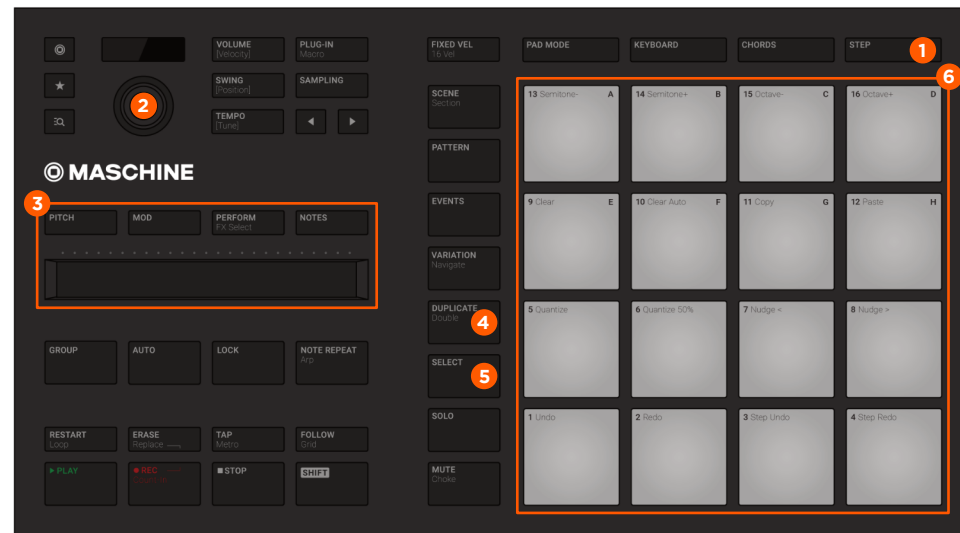 VOLUME
[Velocity]
PLUG-IN
Macro
FIXED VEL
16 Vel
PAD MODE
KEYBOARD
CHORDS
STEP
1
6
SWING
[Position]
SAMPLING
2
TEMPO
[Tune]
MASCHINE
3
PITCH
MOD
PERFORM
FX Select
NOTES
GROUP
AUTO
LOCK
NOTE REPEAT
Arp
RESTART
Loop
ERASE
Replace
TAP
Metro
FOLLOW
Grid
PLAY
REC
Count-in
STOP
SHIFT
SCENE
Section
PATTERN
EVENTS
VARIATION
Navigate
DUPLICATE
Double
4
SELECT
5
SOLO
MUTE
Choke
13 Semitone- A
14 Semitone+ B
15 Octave- C
16 Octave+ D
9 Clear E
10 Clear Auto F
11 Copy G
12 Paste H
5 Quantize
6 Quantize 50%
7 Nudge <
8 Nudge >
1 Undo
2 Redo
3 Step Undo
4 Step Redo